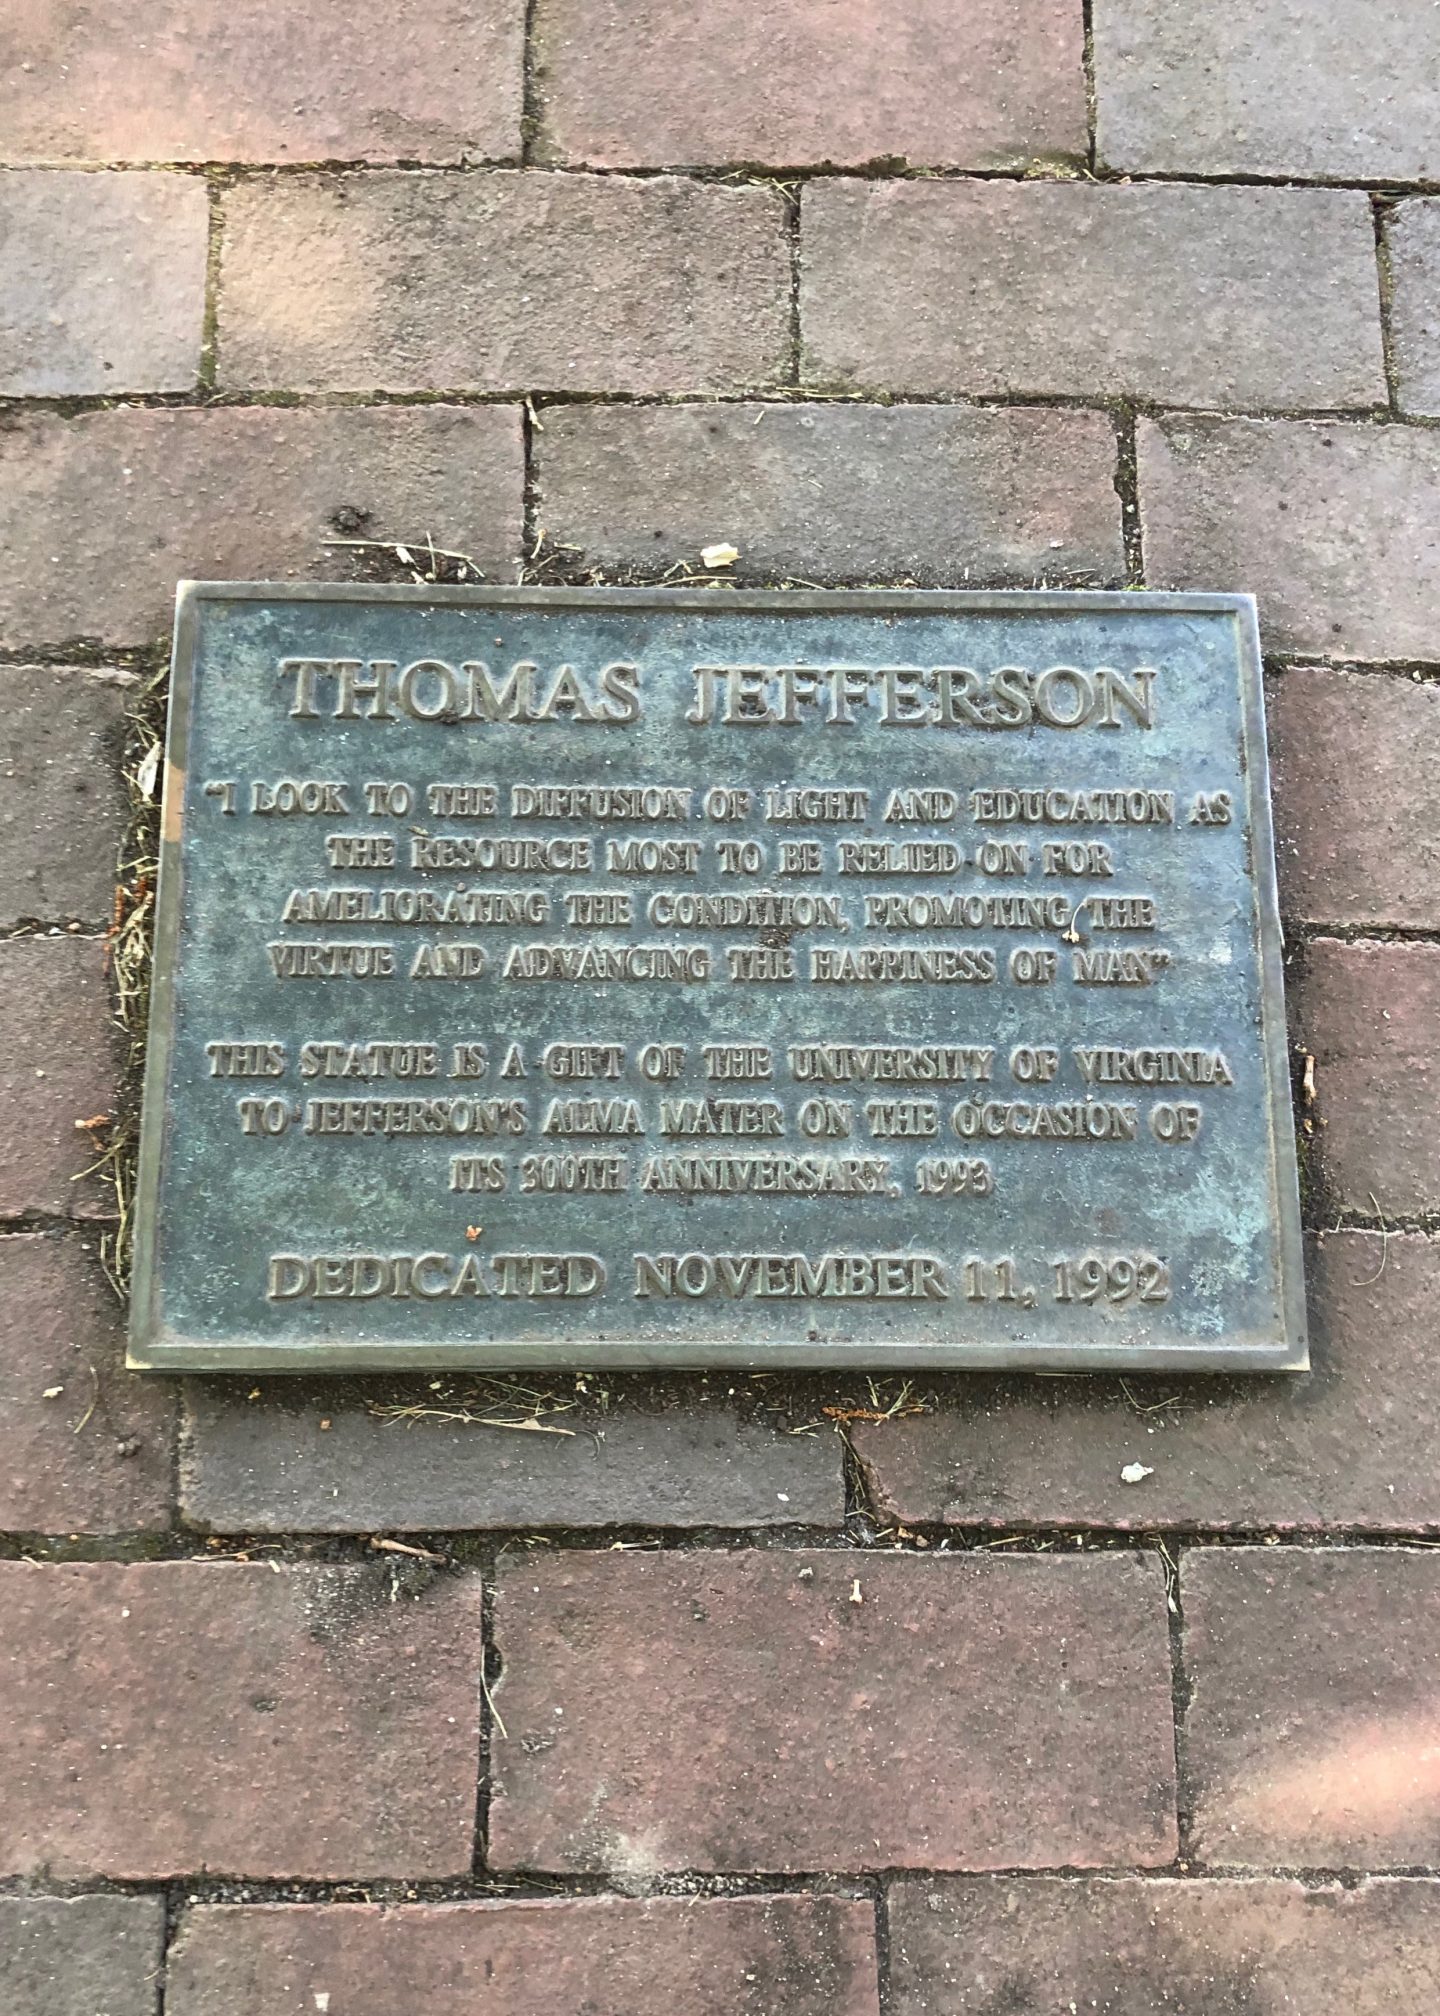 THOMAS JEFFERSON
"I LOOK TO THE DIFFUSION OF LIGHT AND EDUCATION AS
THE RESOURCE MOST TO BE RELIED ON FOR
AMELIORATING THE CONDITION, PROMOTING THE
VIRTUE AND ADVANCING THE HAPPINESS OF MAN"
THIS STATUE IS A GIFT OF THE UNIVERSITY OF VIRGINIA
TO JEFFERSON'S ALMA MATER ON THE OCCASION OF
ITS 300TH ANNIVERSARY, 1993
DEDICATED NOVEMBER 11, 1992